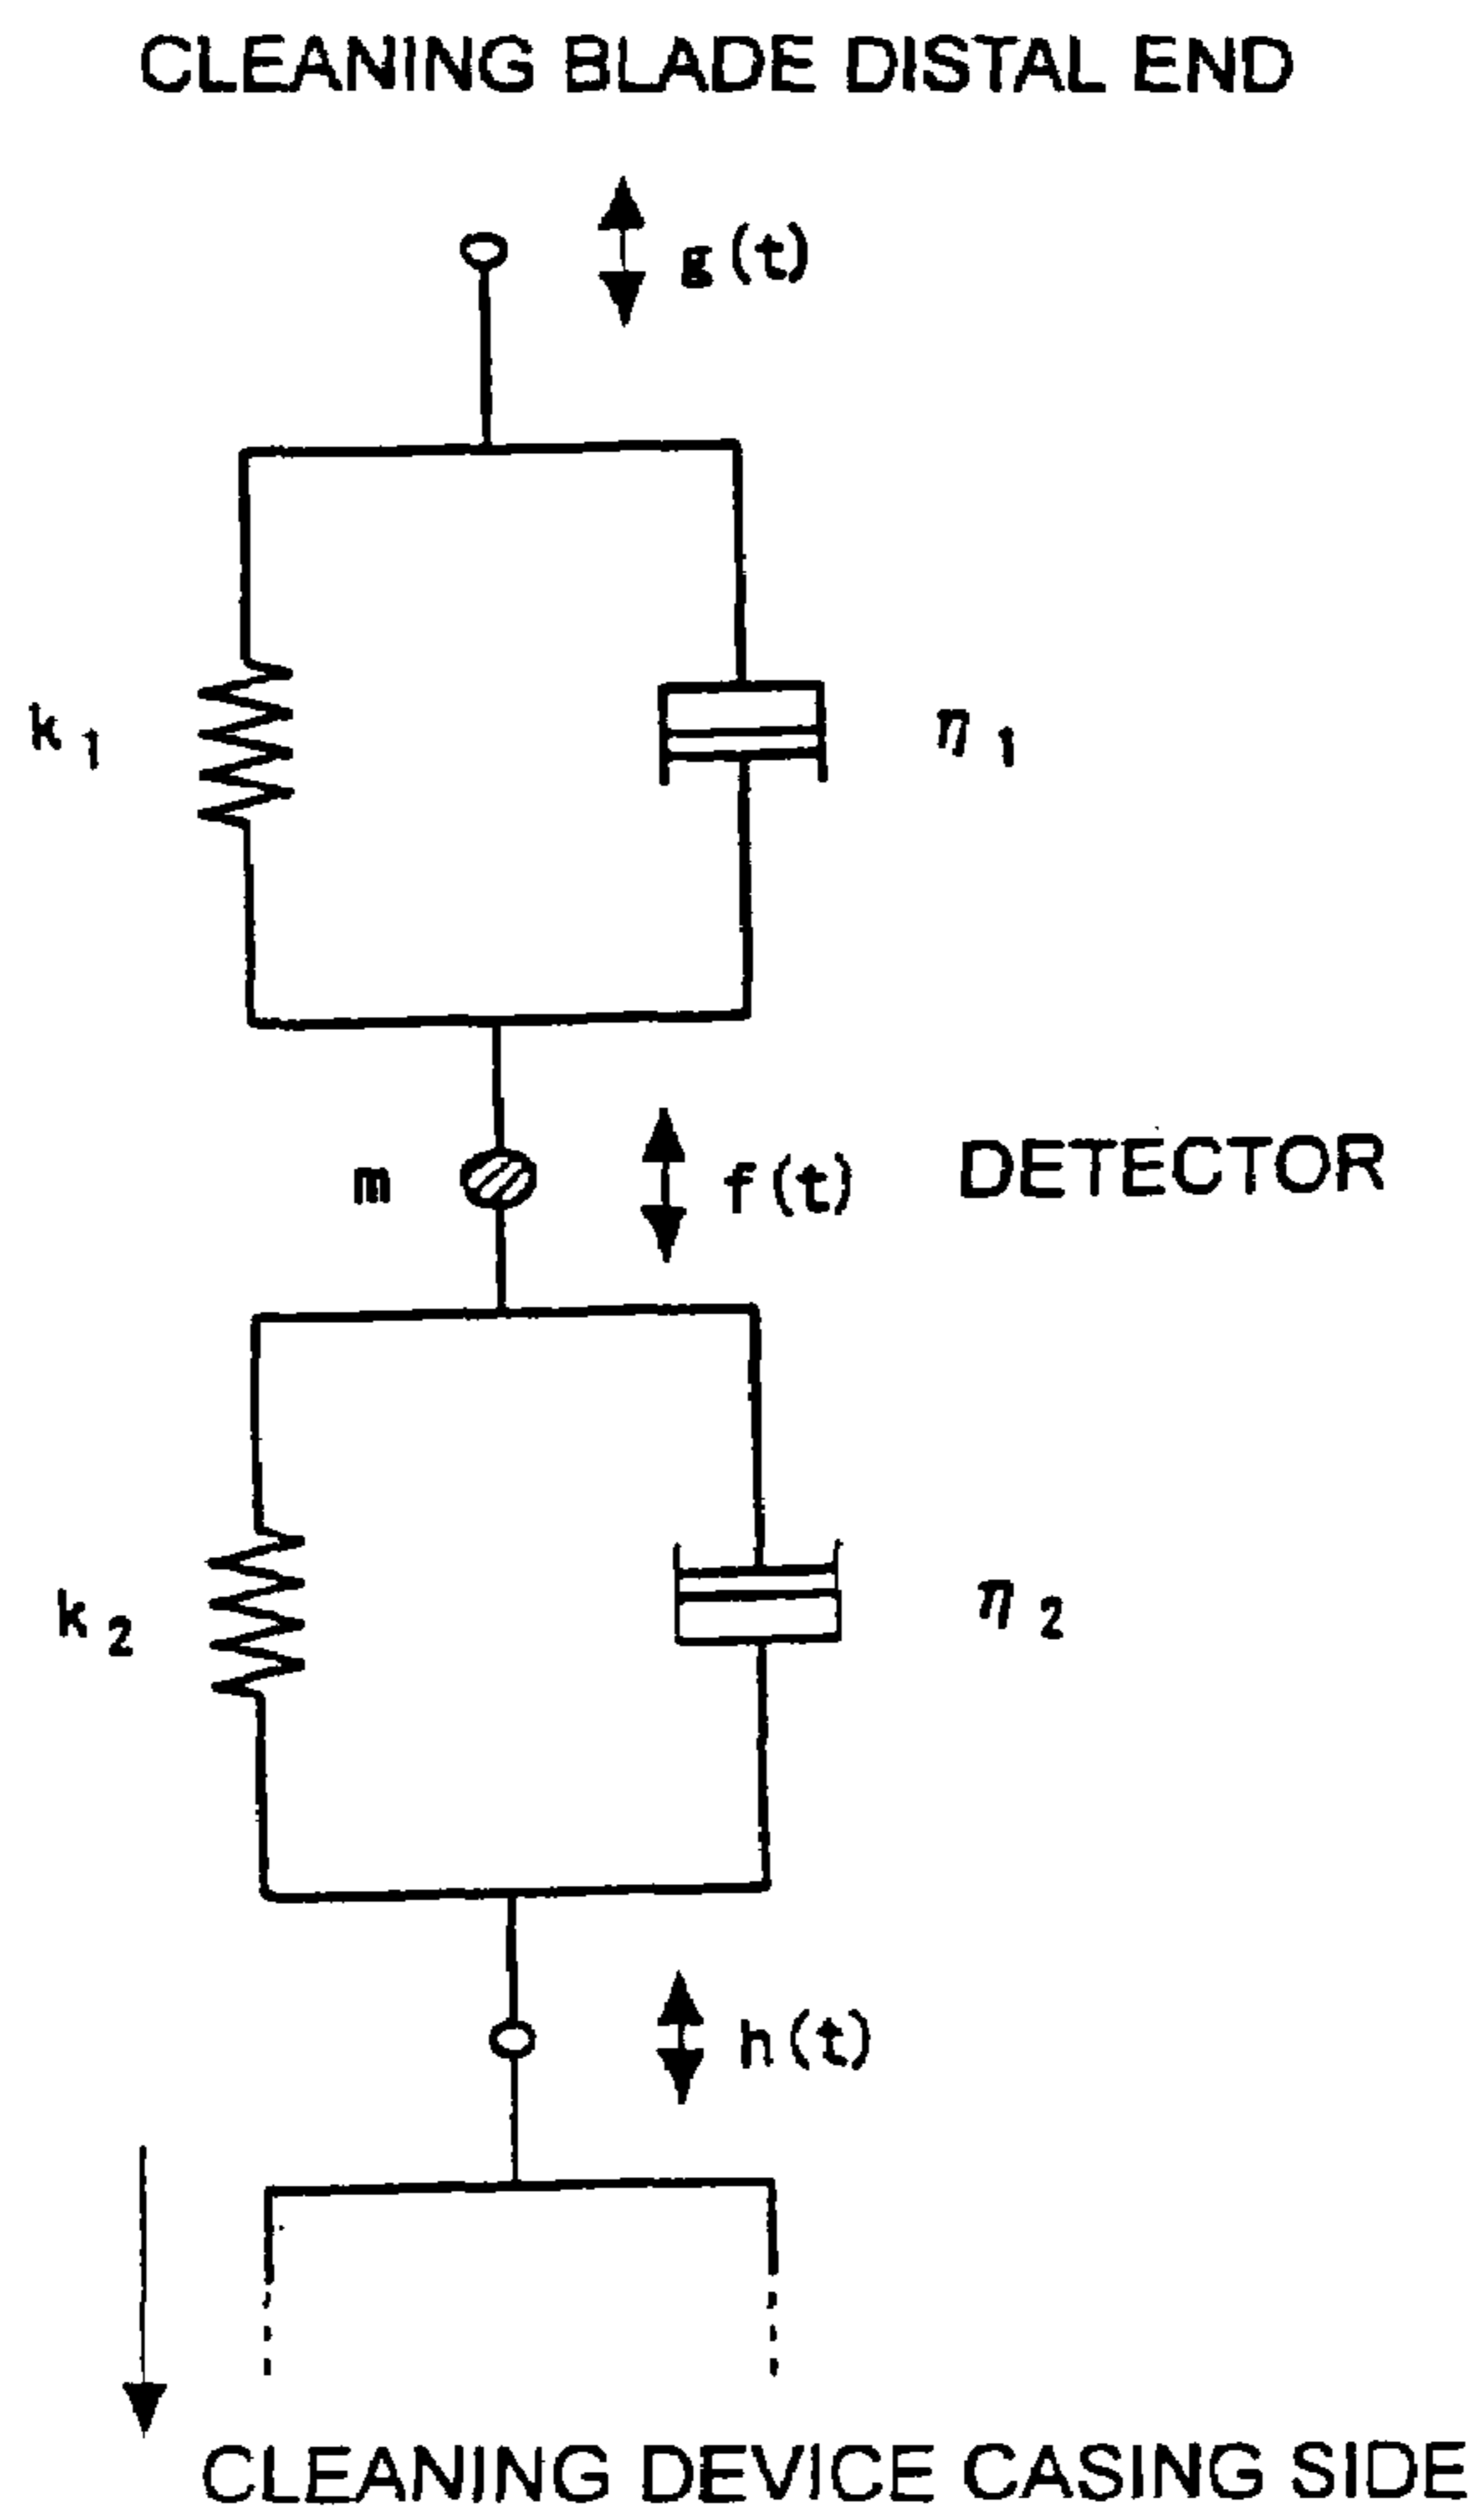 CLEANING BLADE DISTAL END
g(t)
k1
η1
m
f(t)
DETECTOR
k2
η2
h(t)
CLEANING DEVICE CASING SIDE